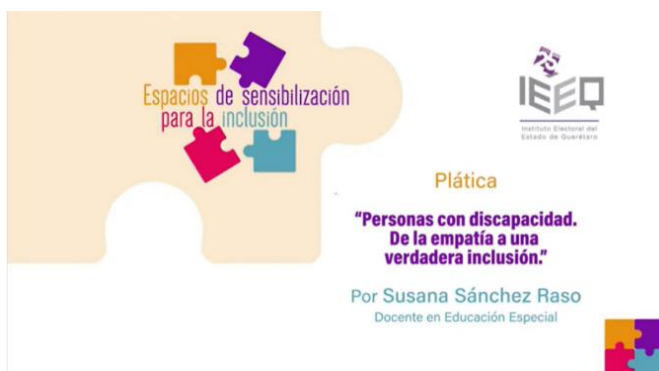 Espacios de sensibilización
para la inclusión
IEEQ
Instituto Electoral del
Estado de Querétaro
Plática
"Personas con discapacidad.
De la empatía a una
verdadera inclusión."
Por Susana Sánchez Raso
Docente en Educación Especial